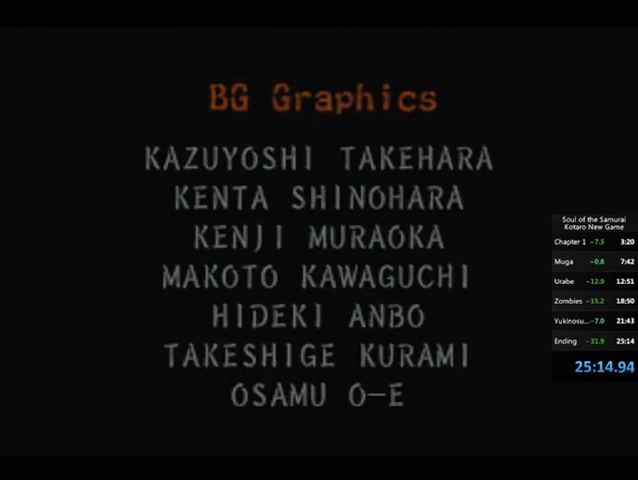 BG Graphics
KAZUYOSHI TAKEHARA
KENTA SHINOHARA
KENJI MURAOKA
MAKOTO KAWAGUCHI
HIDEKI ANBO
TAKESHIGE KURAMI
OSAMU O-E
Soul of the Samurai
Kotaro New Game
Chapter 1 -7.5 3:20
Muga -0.8 7:42
Urabe -12.9 12:51
Zombies -15.2 18:50
Yukinosu... -7.0 21:43
Ending -31.9 25:14
25:14.94